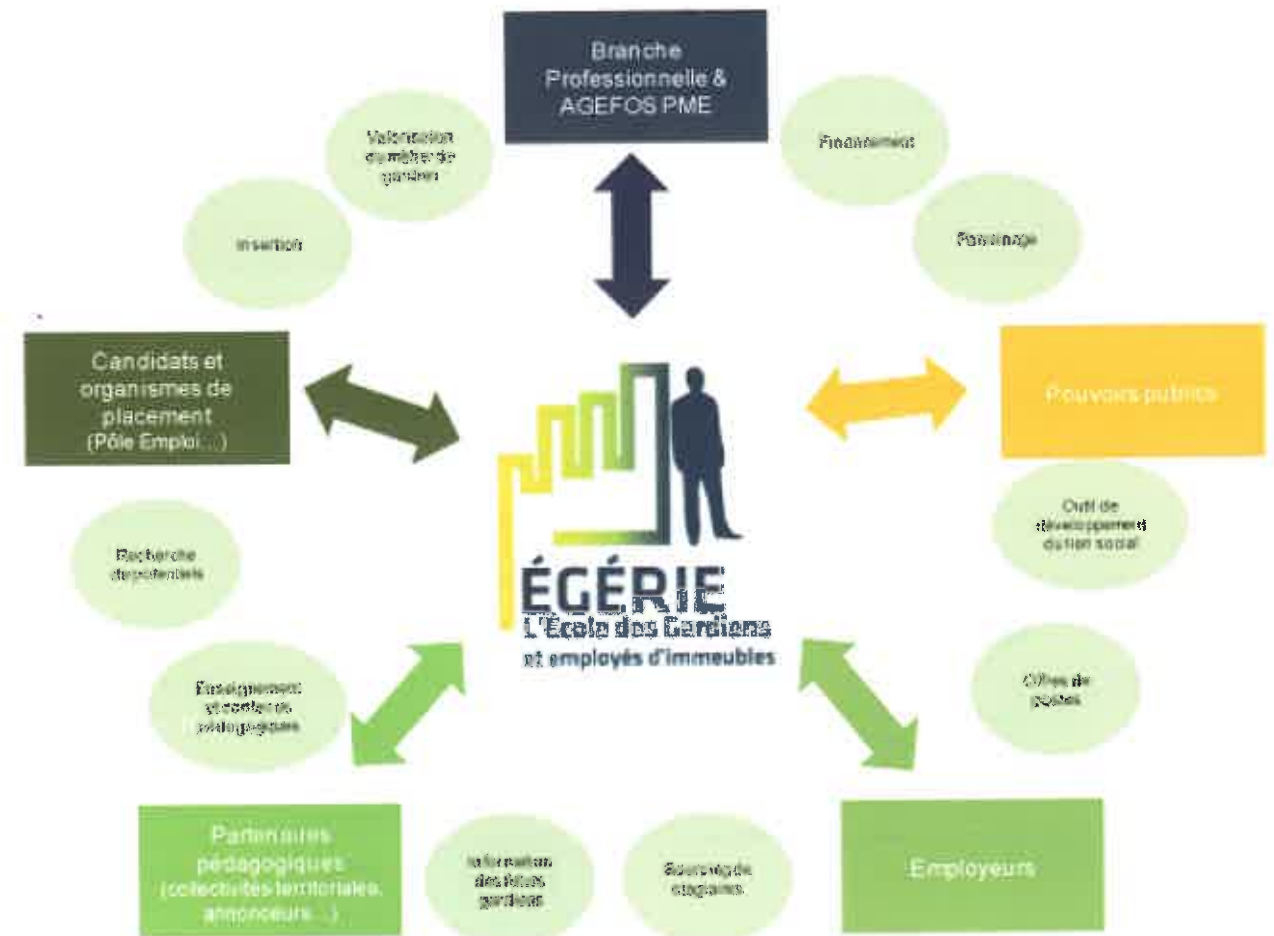 Branche
Professionnelle &
AGEFOS PME
Valorisation
du métier de
gardien
Financement
Insertion
Parrainage
Candidats et
organismes de
placement
(Pôle Emploi...)
Pouvoirs publics
Outil de
développement
du lien social
Recherche
de potentiels
ÉGÉRIE
L'École des Gardiens
et employés d'immeubles
Enseignement
et contenus
pédagogiques
Offres de
postes
Partenaires
pédagogiques
(collectivités territoriales,
annonceurs...)
Information
des futurs
gardiens
Sourcing de
stagiaires
Employeurs